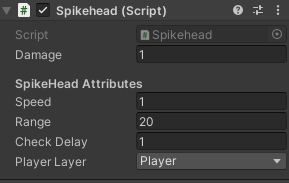 Spikehead (Script)
Script Spikehead
Damage 1
SpikeHead Attributes
Speed 1
Range 20
Check Delay 1
Player Layer Player